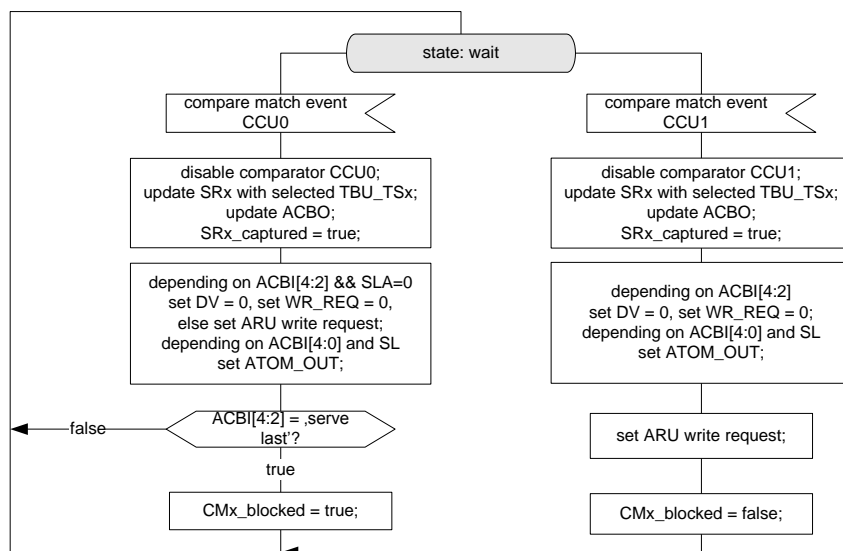 state: wait
compare match event
CCU0
disable comparator CCU0;
update SRx with selected TBU_TSx;
update ACBO;
SRx_captured = true;
depending on ACBI[4:2] && SLA=0
set DV = 0, set WR_REQ = 0,
else set ARU write request;
depending on ACBI[4:0] and SL
set ATOM_OUT;
ACBI[4:2] = ‚serve
last'?
false
true
CMx_blocked = true;
compare match event
CCU1
disable comparator CCU1;
update SRx with selected TBU_TSx;
update ACBO;
SRx_captured = true;
depending on ACBI[4:2]
set DV = 0, set WR_REQ = 0;
depending on ACBI[4:0] and SL
set ATOM_OUT;
set ARU write request;
CMx_blocked = false;